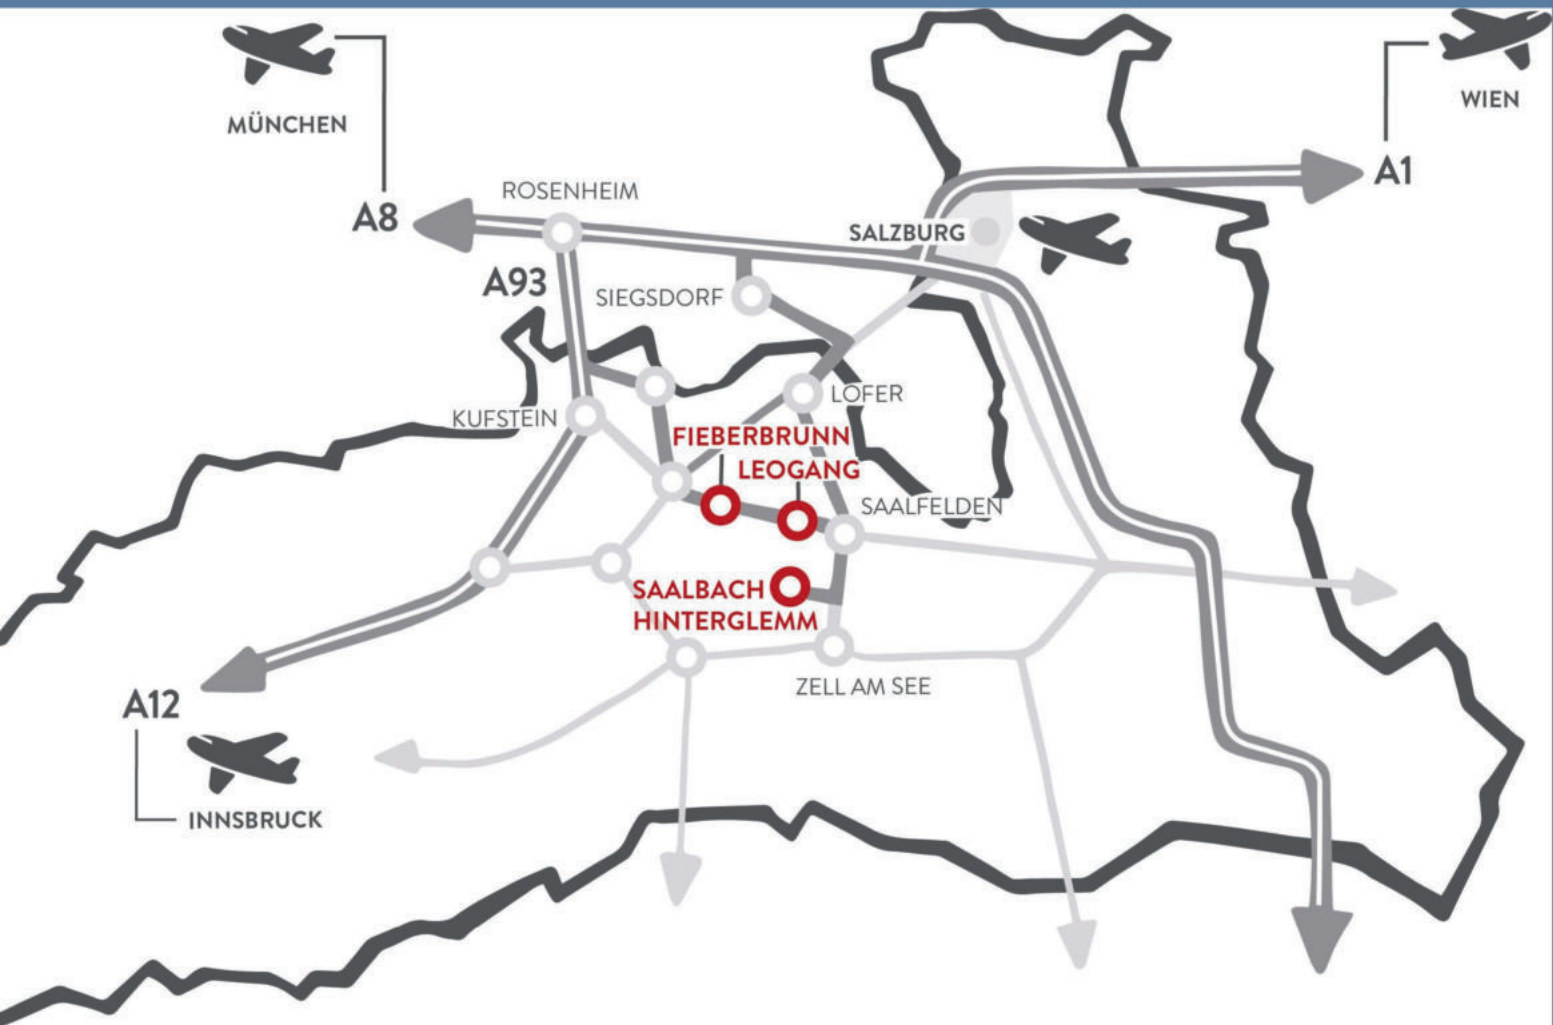 MÜNCHEN
WIEN
A1
ROSENHEIM
A8
SALZBURG
A93
SIEGSDORF
LOFER
KUFSTEIN
FIEBERBRUNN
LEOGANG
SAALFELDEN
SAALBACH
HINTERGLEMM
ZELL AM SEE
A12
INNSBRUCK